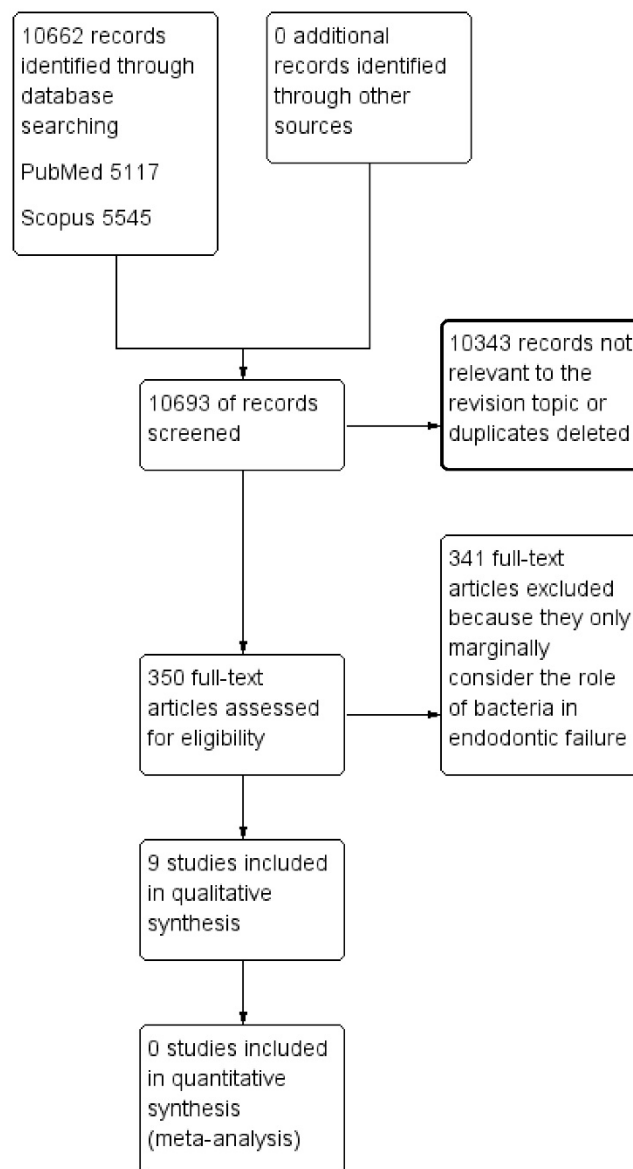 10662 records
identified through
database
searching
PubMed 5117
Scopus 5545
0 additional
records identified
through other
sources
10343 records not
relevant to the
revision topic or
duplicates deleted
10693 of records
screened
341 full-text
articles excluded
because they only
marginally
consider the role
of bacteria in
endodontic failure
350 full-text
articles assessed
for eligibility
9 studies included
in qualitative
synthesis
0 studies included
in quantitative
synthesis
(meta-analysis)